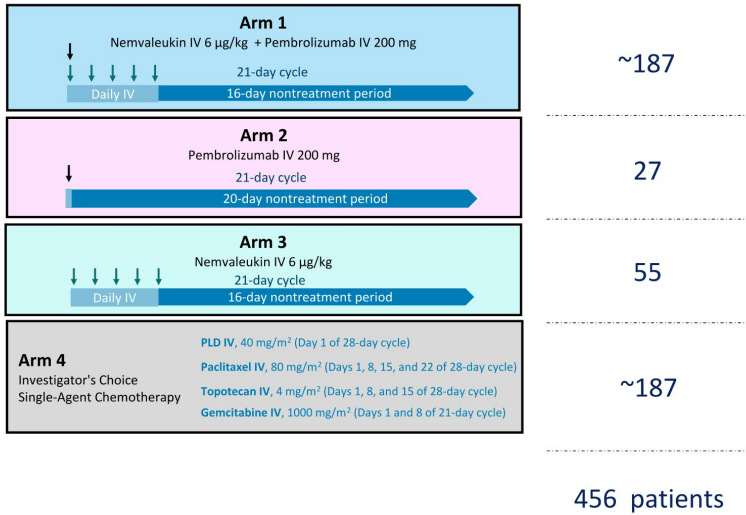 Arm 1
Nemvaleukin IV 6 µg/kg + Pembrolizumab IV 200 mg
21-day cycle
Daily IV
16-day nontreatment period
~187
Arm 2
Pembrolizumab IV 200 mg
21-day cycle
20-day nontreatment period
27
Arm 3
Nemvaleukin IV 6 µg/kg
21-day cycle
Daily IV
16-day nontreatment period
55
Arm 4
Investigator's Choice
Single-Agent Chemotherapy
PLD IV, 40 mg/m² (Day 1 of 28-day cycle)
Paclitaxel IV, 80 mg/m² (Days 1, 8, 15, and 22 of 28-day cycle)
Topotecan IV, 4 mg/m² (Days 1, 8, and 15 of 28-day cycle)
Gemcitabine IV, 1000 mg/m² (Days 1 and 8 of 21-day cycle)
~187
456 patients